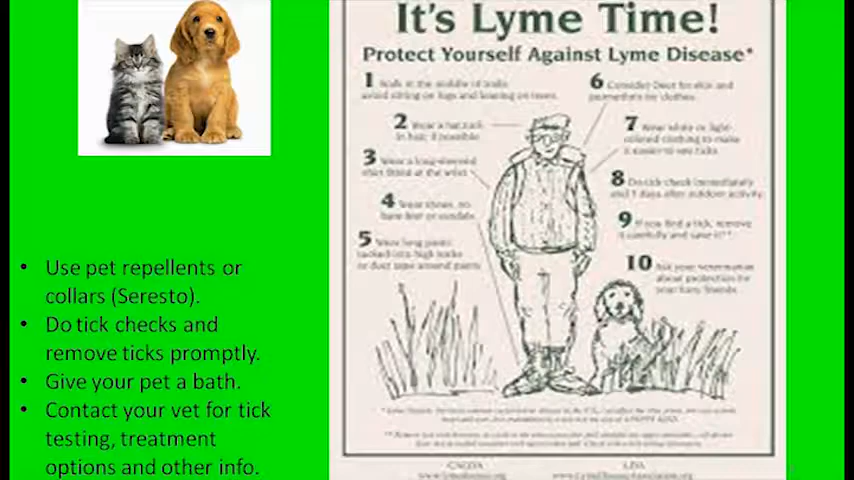 It's Lyme Time!
Protect Yourself Against Lyme Disease*
1 Walk in the middle of trails
avoid sitting on logs and leaning on trees.
2 Wear a hat, tuck
in hair, if possible
3 Wear a long-sleeved
shirt fitted at the wrist
4 Wear shoes, no
bare feet or sandals
5 Wear long pants
tucked into high socks
or duct tape around pants
6 Consider Deet for skin and
permethrin for clothes.
7 Wear white or light-
colored clothing to make
it easier to see ticks
8 Do tick check immediately
and 3 days after outdoor activity
9 If you find a tick, remove
it carefully and save it**
10 Ask your veterinarian
about protection for
your furry friends.
• Use pet repellents or
collars (Seresto).
• Do tick checks and
remove ticks promptly.
• Give your pet a bath.
• Contact your vet for tick
testing, treatment
options and other info.